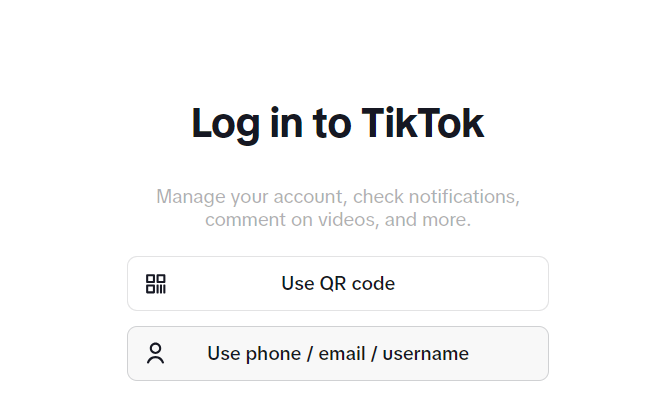 Log in to TikTok
Manage your account, check notifications,
comment on videos, and more.
Use QR code
Use phone / email / username